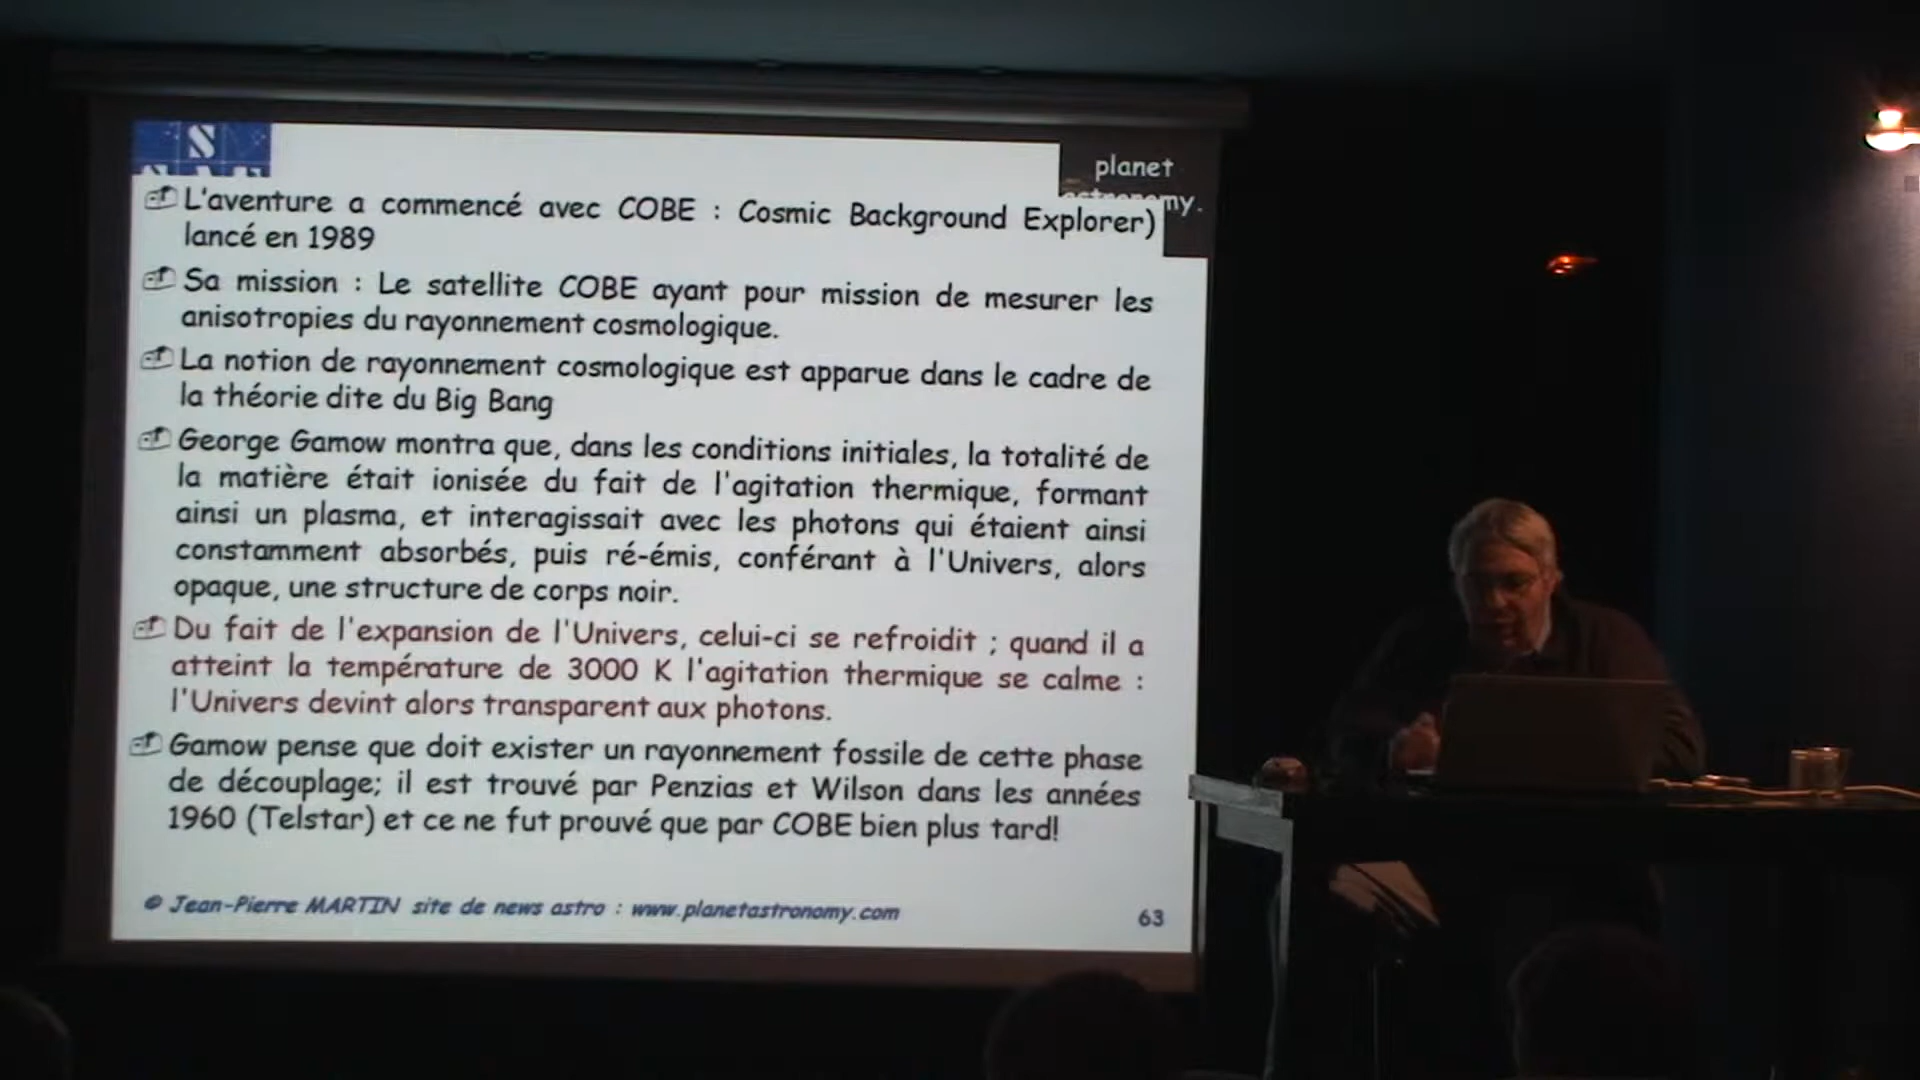 S
planet
astronomy.
L'aventure a commencé avec COBE : Cosmic Background Explorer)
lancé en 1989
Sa mission : Le satellite COBE ayant pour mission de mesurer les
anisotropies du rayonnement cosmologique.
La notion de rayonnement cosmologique est apparue dans le cadre de
la théorie dite du Big Bang
George Gamow montra que, dans les conditions initiales, la totalité de
la matière était ionisée du fait de l'agitation thermique, formant
ainsi un plasma, et interagissait avec les photons qui étaient ainsi
constamment absorbés, puis ré-émis, conférant à l'Univers, alors
opaque, une structure de corps noir.
Du fait de l'expansion de l'Univers, celui-ci se refroidit ; quand il a
atteint la température de 3000 K l'agitation thermique se calme :
l'Univers devint alors transparent aux photons.
Gamow pense que doit exister un rayonnement fossile de cette phase
de découplage; il est trouvé par Penzias et Wilson dans les années
1960 (Telstar) et ce ne fut prouvé que par COBE bien plus tard!
© Jean-Pierre MARTIN site de news astro : www.planetastronomy.com
63